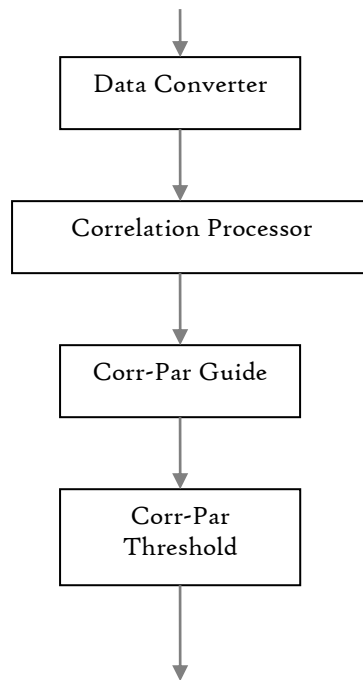 Data Converter
Correlation Processor
Corr-Par Guide
Corr-Par
Threshold